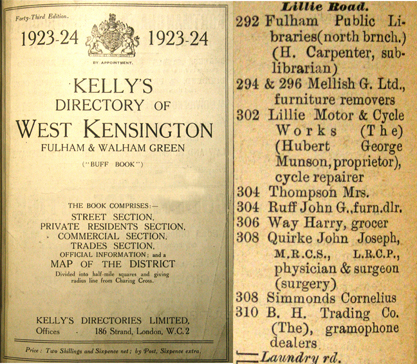 Forty-Third Edition.
1923-24 1923-24
BY APPOINTMENT.
KELLY'S
DIRECTORY OF
WEST KENSINGTON
FULHAM & WALHAM GREEN
("BUFF BOOK")
THE BOOK COMPRISES:—
STREET SECTION,
PRIVATE RESIDENTS SECTION,
COMMERCIAL SECTION,
TRADES SECTION,
OFFICIAL INFORMATION; and a
MAP OF THE DISTRICT
Divided into half-mile squares and giving
radius line from Charing Cross.
KELLY'S DIRECTORIES LIMITED,
Offices 186 Strand, London, W.C.2
Price: Two Shillings and Sixpence net: by Post, Sixpence extra.
Lillie Road.
292 Fulham Public Li-
braries(north brnch.)
(H. Carpenter, sub-
librarian)
294 & 296 Mellish G. Ltd.,
furniture removers
302 Lillie Motor & Cycle
Works (The)
(Hubert George
Munson, proprietor),
cycle repairer
304 Thompson Mrs.
304 Ruff John G., furn.dlr.
306 Way Harry, grocer
308 Quirke John Joseph,
M.R.C.S., L.R.C.P.,
physician & surgeon
(surgery)
308 Simmonds Cornelius
310 B. H. Trading Co.
(The), gramophone
dealers
—Laundry rd.